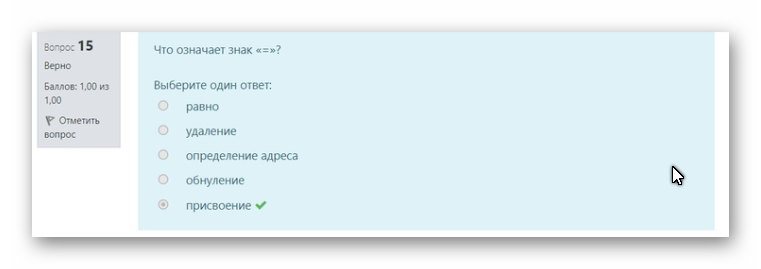 Вопрос 15
Верно
Баллов: 1,00 из
1,00
Отметить
вопрос
Что означает знак «=»?
Выберите один ответ:
равно
удаление
определение адреса
обнуление
присвоение